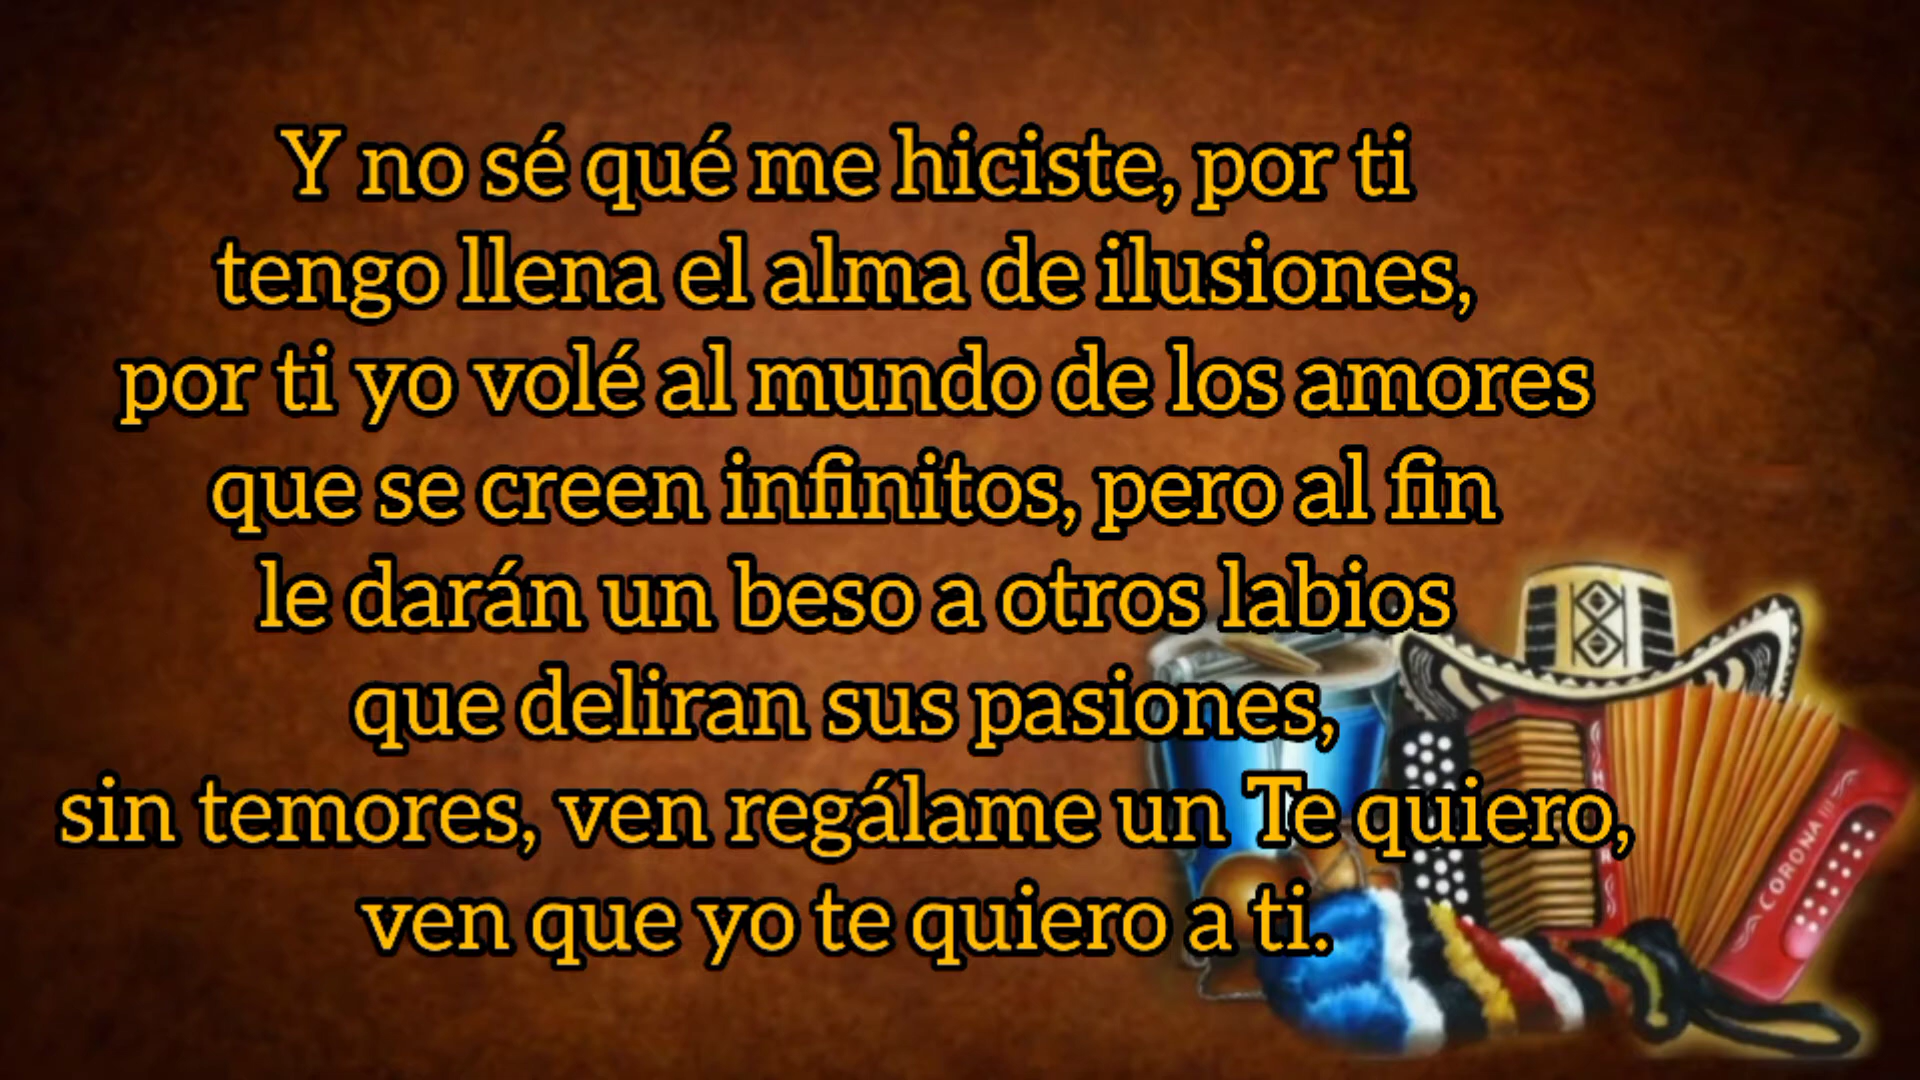 Y no sé qué me hiciste, por ti
tengo llena el alma de ilusiones,
por ti yo volé al mundo de los amores
que se creen infinitos, pero al fin
le darán un beso a otros labios
que deliran sus pasiones,
sin temores, ven regálame un Te quiero,
ven que yo te quiero a ti.
CORONA III